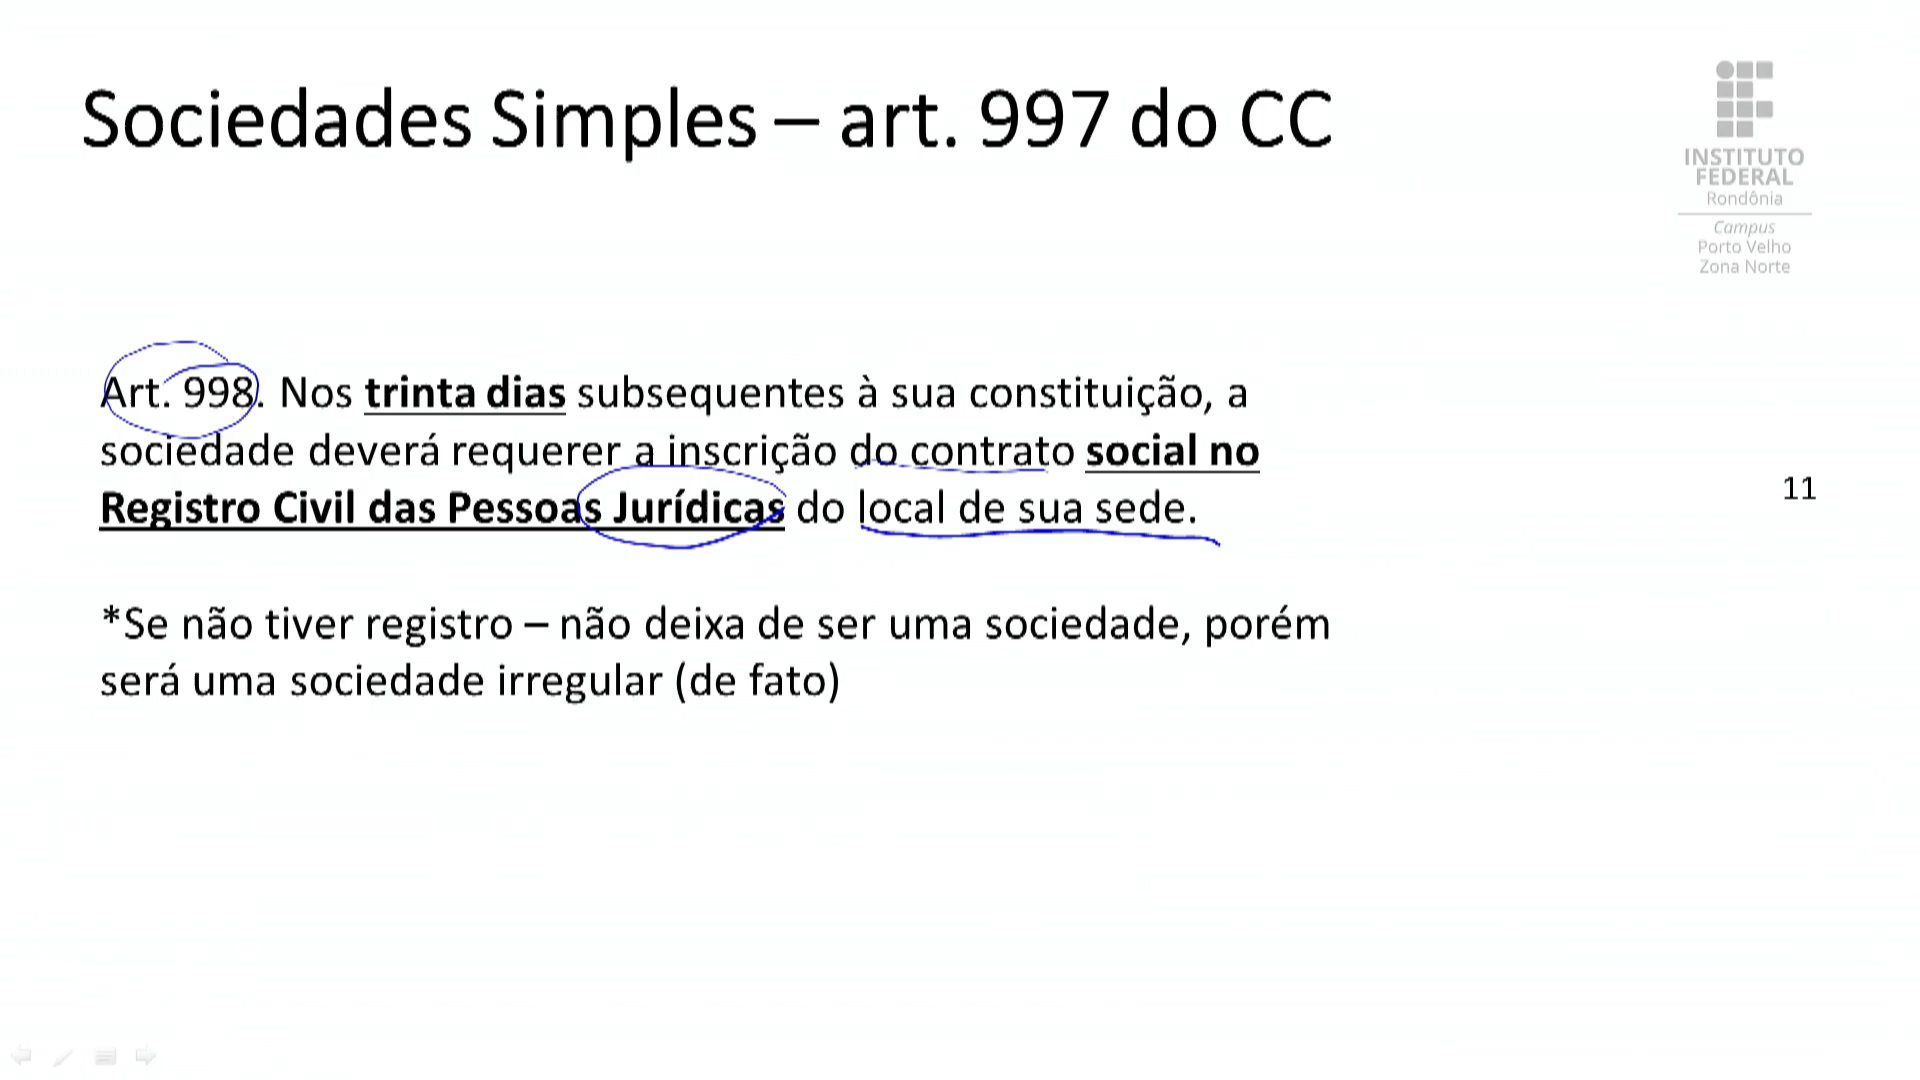 Sociedades Simples – art. 997 do CC
INSTITUTO
FEDERAL
Rondônia
Campus
Porto Velho
Zona Norte
Art. 998. Nos trinta dias subsequentes à sua constituição, a
sociedade deverá requerer a inscrição do contrato social no
Registro Civil das Pessoas Jurídicas do local de sua sede.
11
*Se não tiver registro – não deixa de ser uma sociedade, porém
será uma sociedade irregular (de fato)